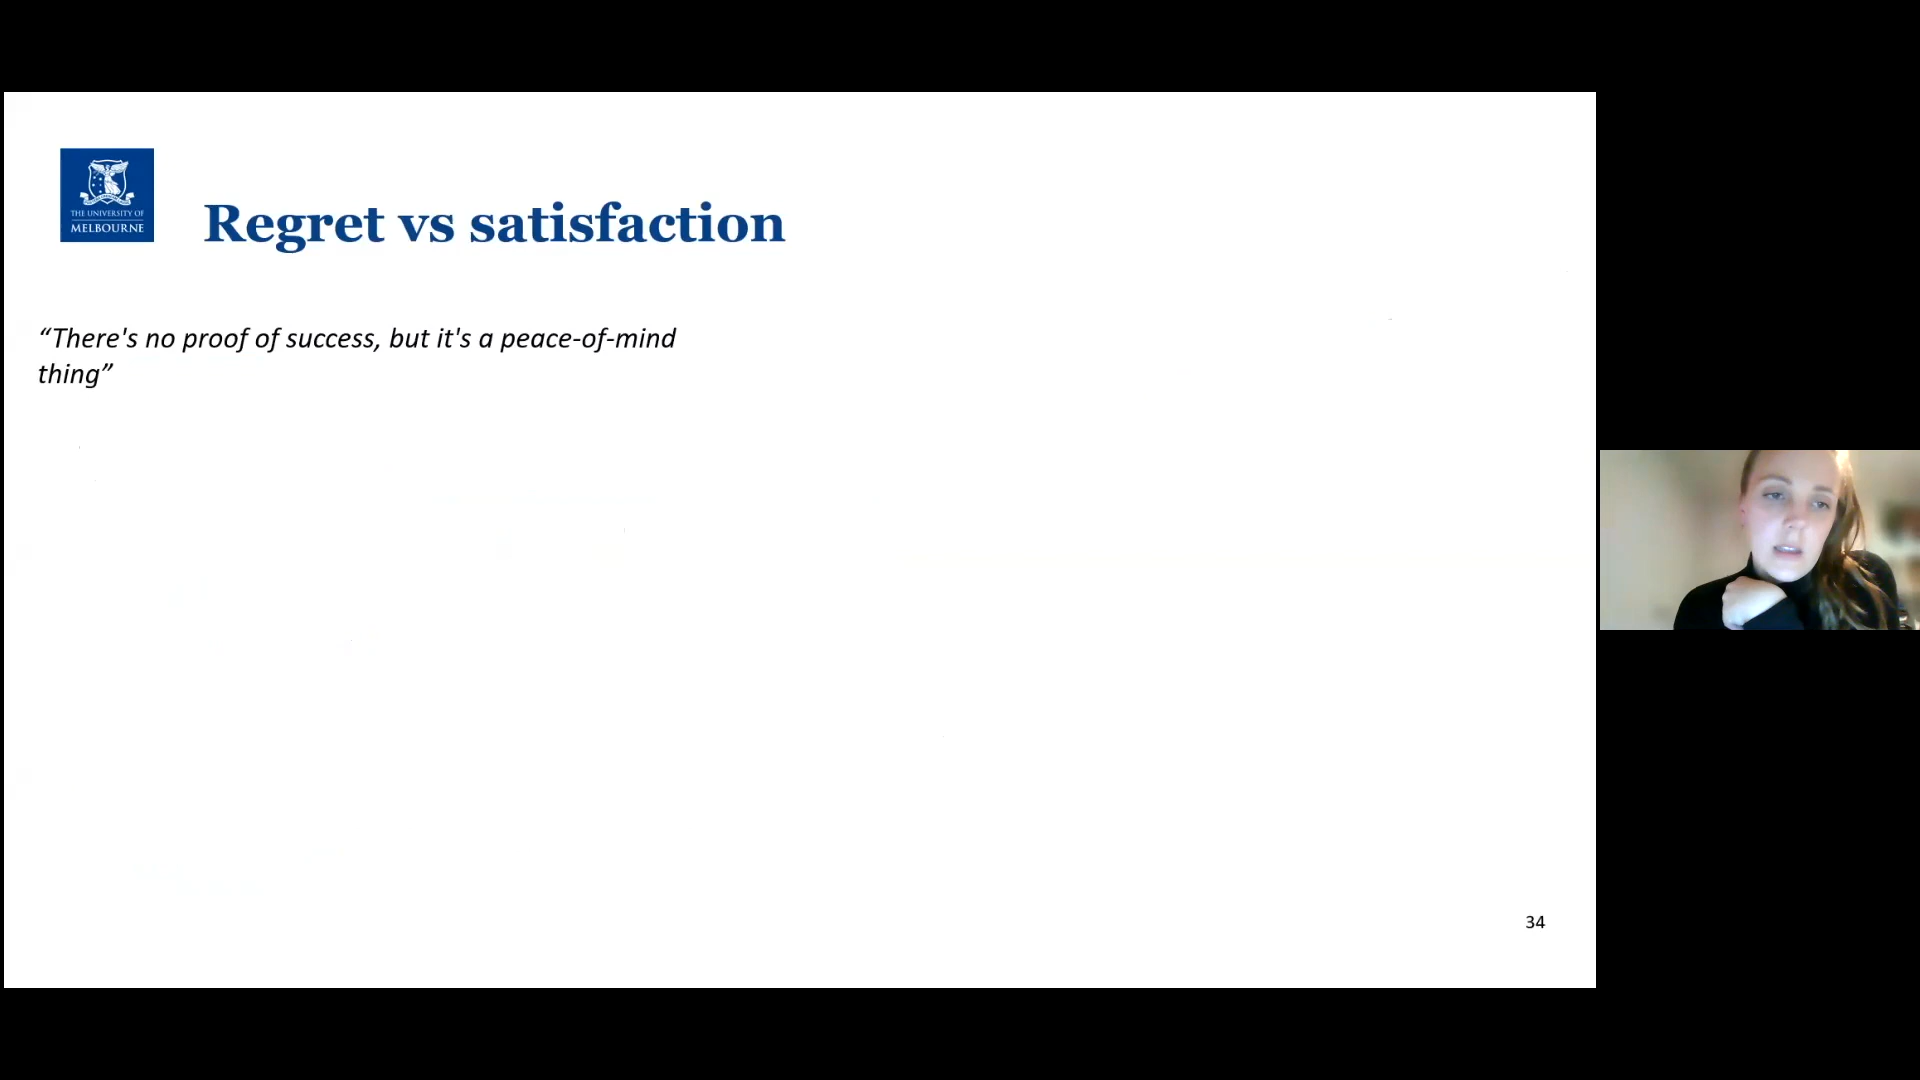 THE UNIVERSITY OF
MELBOURNE
Regret vs satisfaction
“There's no proof of success, but it's a peace-of-mind
thing”
34